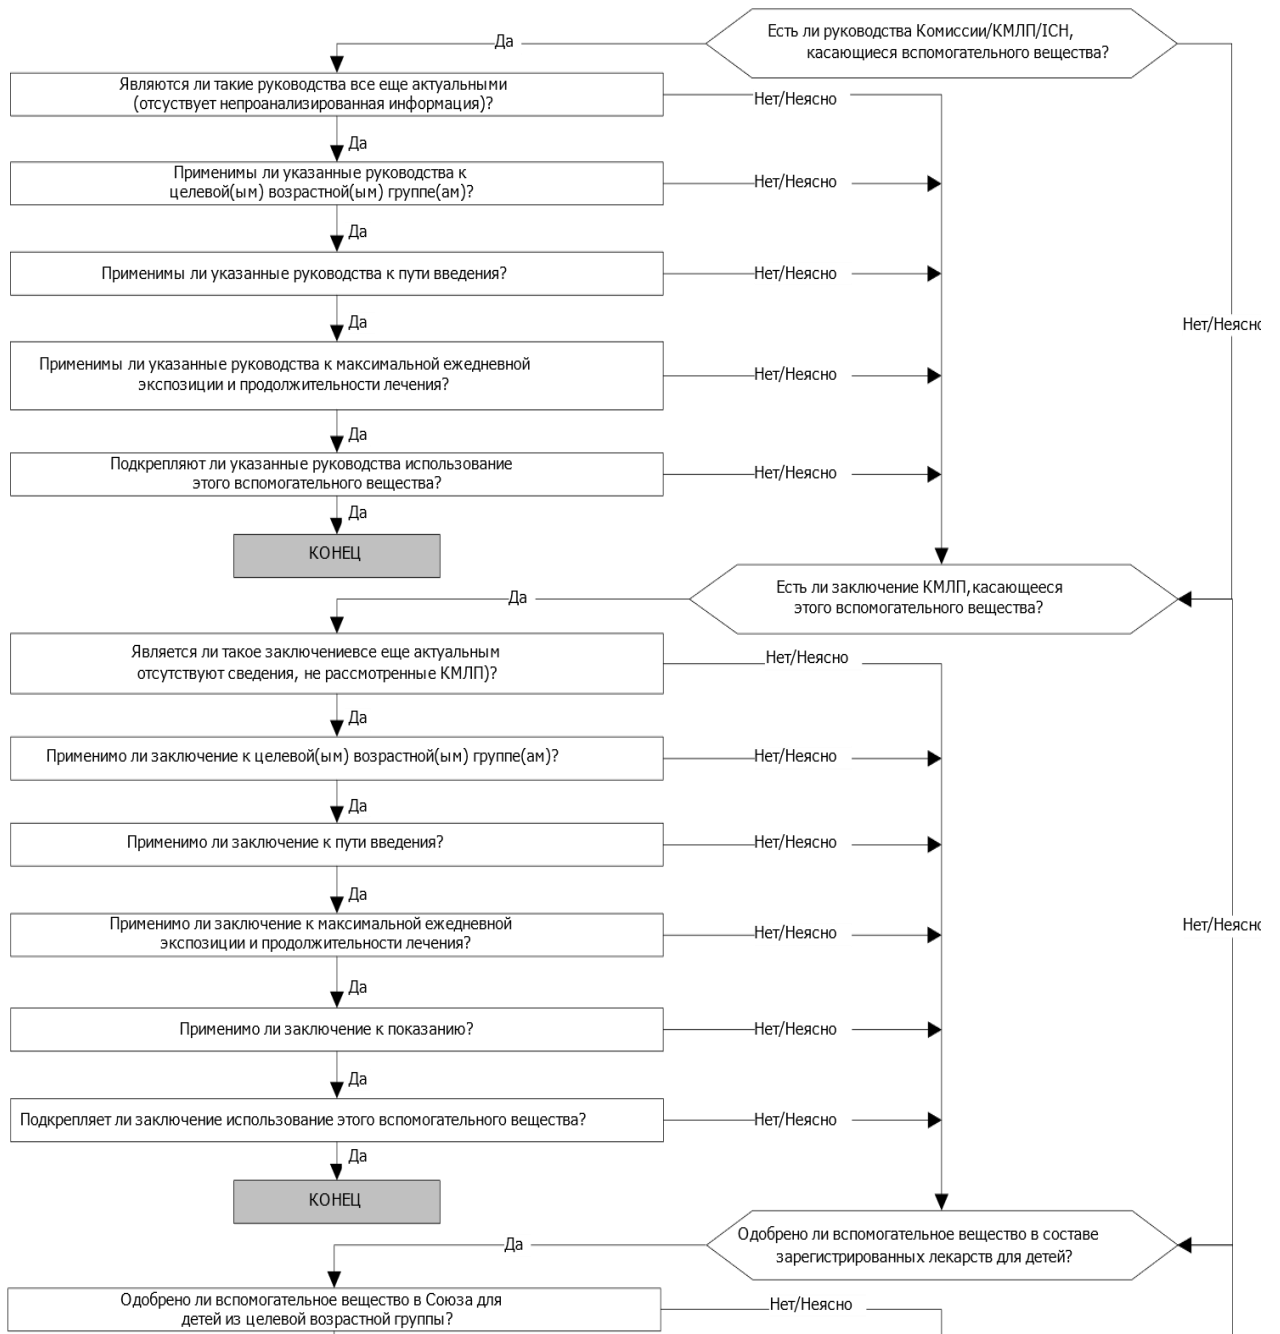 Есть ли руководства Комиссии/КМЛП/ICH,
касающиеся вспомогательного вещества?
Да
Являются ли такие руководства все еще актуальными
(отсуствует непроанализированная информация)?
Нет/Неясно
Да
Применимы ли указанные руководства к
целевой(ым) возрастной(ым) группе(ам)?
Нет/Неясно
Да
Применимы ли указанные руководства к пути введения?
Нет/Неясно
Да
Нет/Неясно
Применимы ли указанные руководства к максимальной ежедневной
экспозиции и продолжительности лечения?
Нет/Неясно
Да
Подкрепляют ли указанные руководства использование
этого вспомогательного вещества?
Нет/Неясно
Да
КОНЕЦ
Есть ли заключение КМЛП,касающееся
этого вспомогательного вещества?
Да
Является ли такое заключениевсе еще актуальным
отсутствуют сведения, не рассмотренные КМЛП)?
Нет/Неясно
Да
Применимо ли заключение к целевой(ым) возрастной(ым) группе(ам)?
Нет/Неясно
Да
Применимо ли заключение к пути введения?
Нет/Неясно
Да
Применимо ли заключение к максимальной ежедневной
экспозиции и продолжительности лечения?
Нет/Неясно
Нет/Неясно
Да
Применимо ли заключение к показанию?
Нет/Неясно
Да
Подкрепляет ли заключение использование этого вспомогательного вещества?
Нет/Неясно
Да
КОНЕЦ
Одобрено ли вспомогательное вещество в составе
зарегистрированных лекарств для детей?
Да
Одобрено ли вспомогательное вещество в Союза для
детей из целевой возрастной группы?
Нет/Неясно